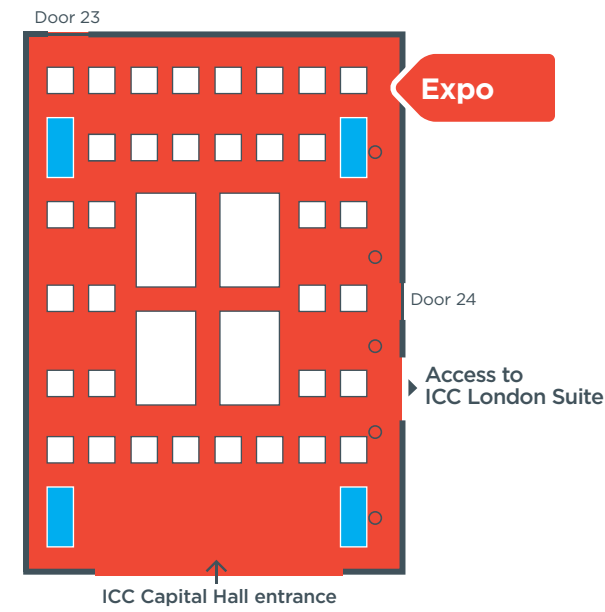 Door 23
Expo
Door 24
Access to
ICC London Suite
ICC Capital Hall entrance